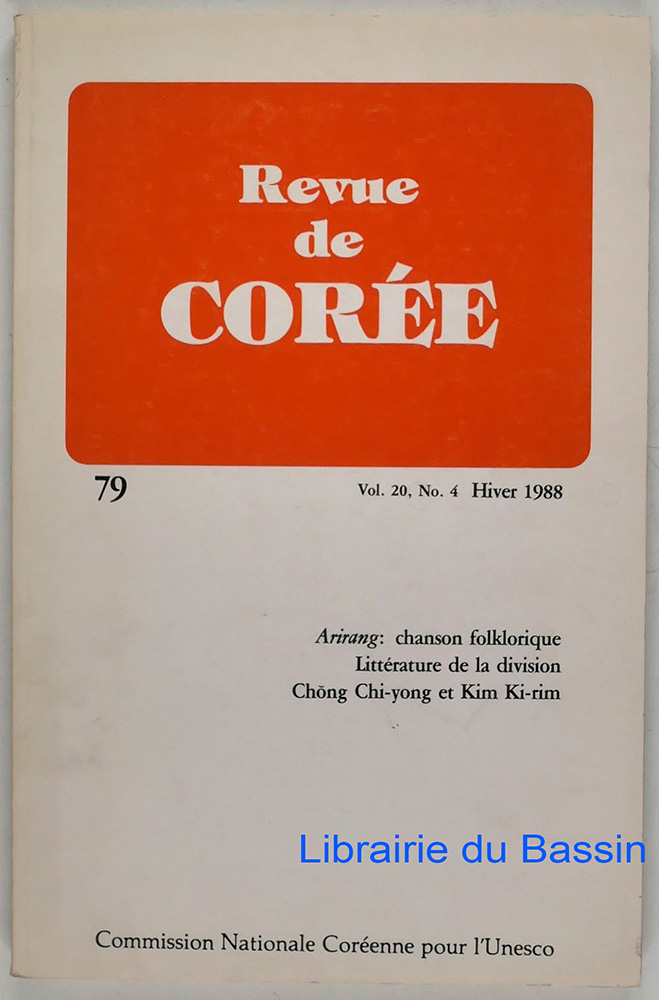 Revue
de
CORÉE
79
Vol. 20, No. 4 Hiver 1988
Arirang: chanson folklorique
Littérature de la division
Chŏng Chi-yong et Kim Ki-rim
Librairie du Bassin
Commission Nationale Coréenne pour l'Unesco